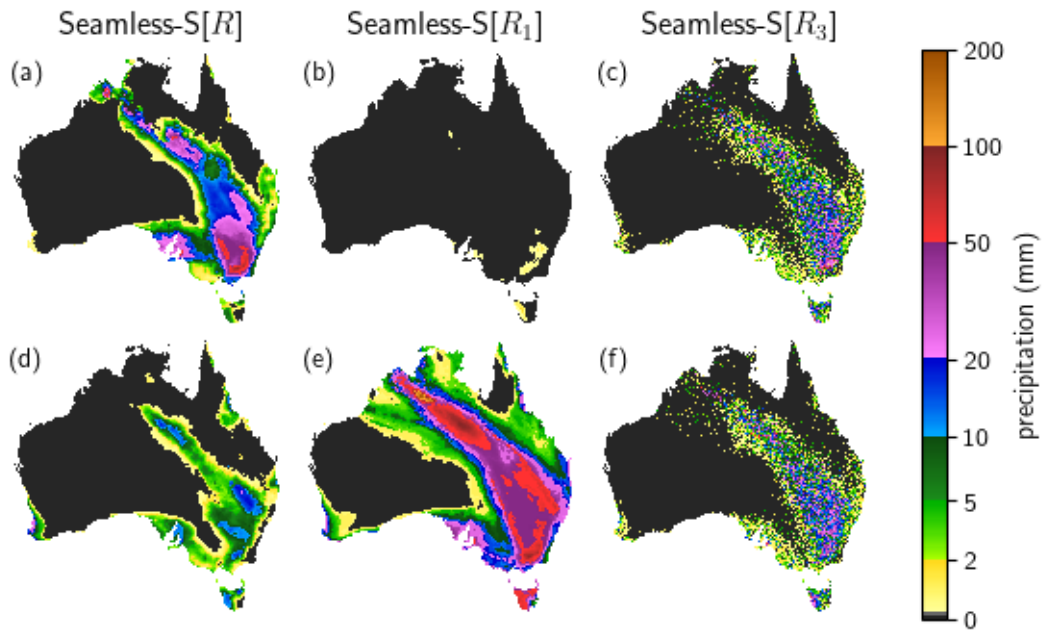 Seamless-S[R] Seamless-S[R₁] Seamless-S[R₃]
(a) (b) (c)
(d) (e) (f)
200
100
50
20
10
5
2
0
precipitation (mm)